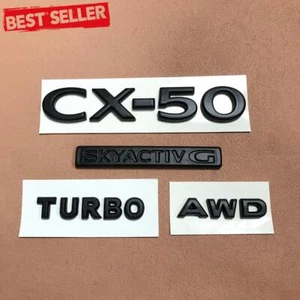 BEST SELLER
CX-50
SKYACTIV G
TURBO
AWD